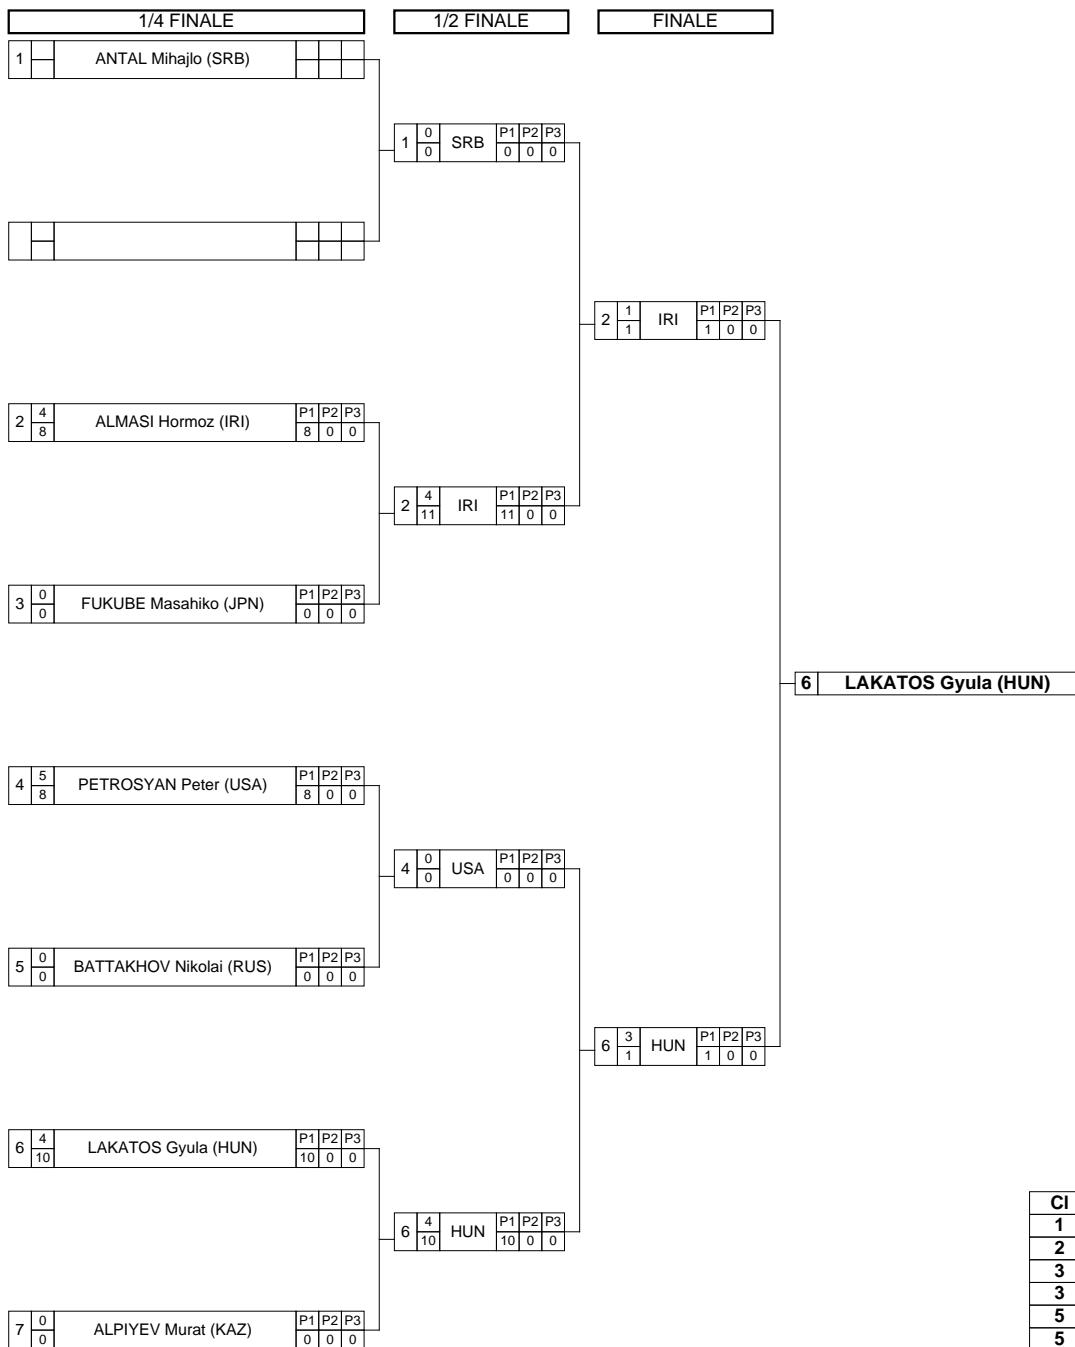 1/4 FINALE 1/2 FINALE FINALE
1 ANTAL Mihajlo (SRB)
1 0 SRB P1 P2 P3
0 0 0 0
2 1 IRI P1 P2 P3
1 1 0 0
2 4 ALMASI Hormoz (IRI) P1 P2 P3
8 8 0 0
2 4 IRI P1 P2 P3
11 11 0 0
3 0 FUKUBE Masahiko (JPN) P1 P2 P3
0 0 0 0
6 LAKATOS Gyula (HUN)
4 5 PETROSYAN Peter (USA) P1 P2 P3
8 8 0 0
4 0 USA P1 P2 P3
0 0 0 0
5 0 BATTAKHOV Nikolai (RUS) P1 P2 P3
0 0 0 0
6 3 HUN P1 P2 P3
1 1 0 0
6 4 LAKATOS Gyula (HUN) P1 P2 P3
10 10 0 0
6 4 HUN P1 P2 P3
10 10 0 0
7 0 ALPIYEV Murat (KAZ) P1 P2 P3
0 0 0 0
Cl
1
2
3
3
5
5